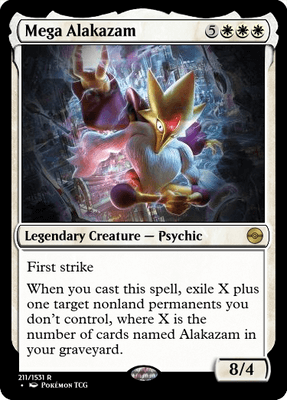 Mega Alakazam 5
Legendary Creature — Psychic
First strike
When you cast this spell, exile X plus
one target nonland permanents you
don't control, where X is the
number of cards named Alakazam in
your graveyard.
8/4
211/1531 R
• Pokémon TCG